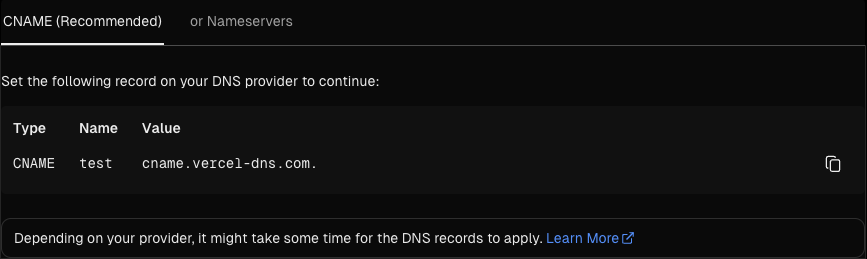 CNAME (Recommended) or Nameservers
Set the following record on your DNS provider to continue:
Type Name Value
CNAME test cname.vercel-dns.com.
Depending on your provider, it might take some time for the DNS records to apply. Learn More